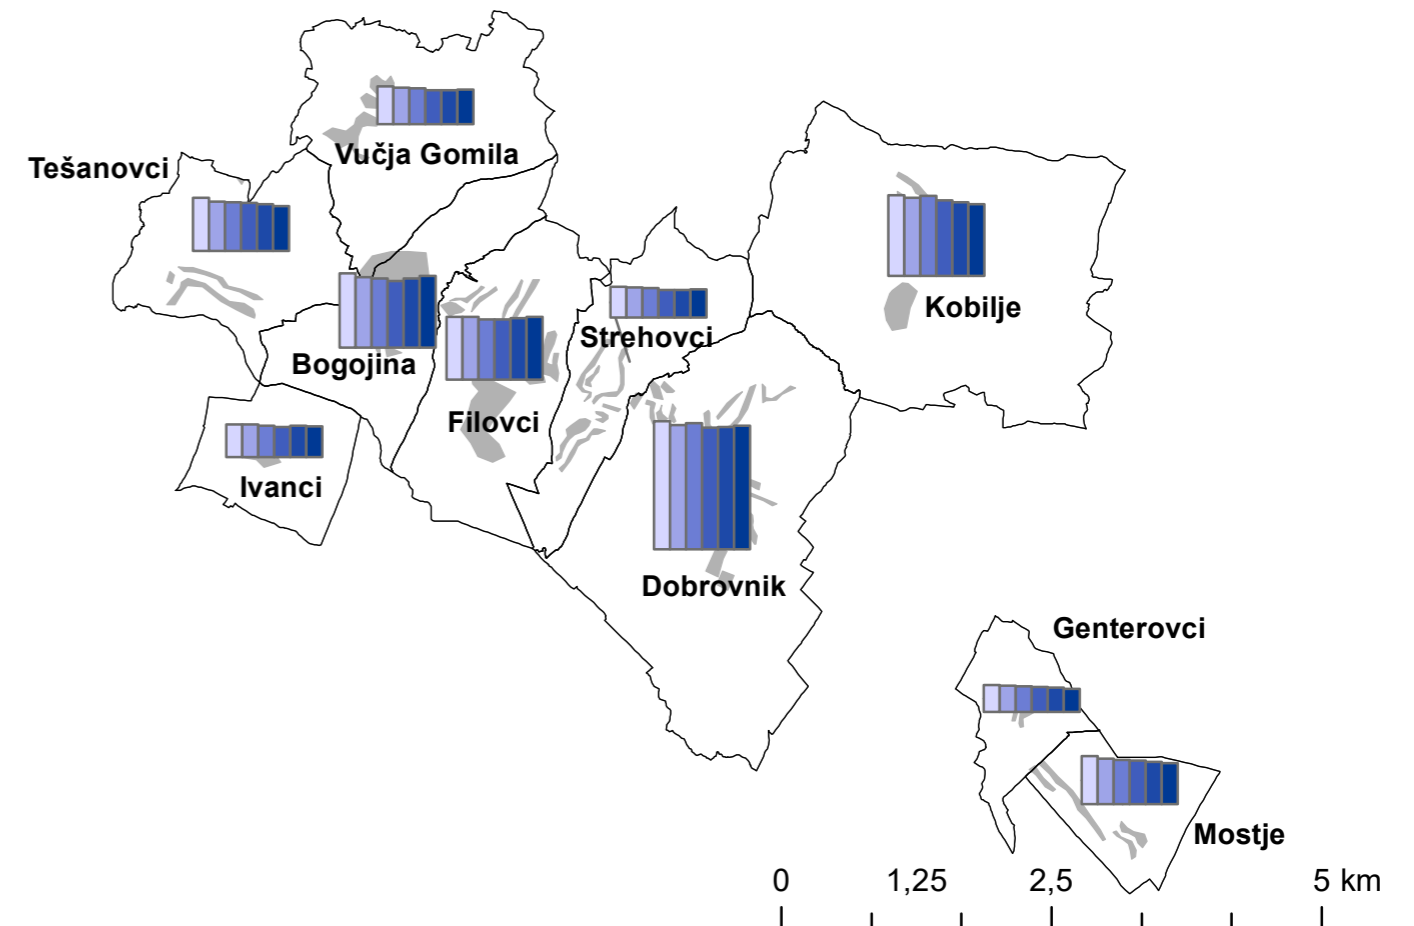 Vučja Gomila
Tešanovci
Kobilje
Strehovci
Bogojina
Filovci
Ivanci
Dobrovnik
Genterovci
Mostje
0 1,25 2,5 5 km